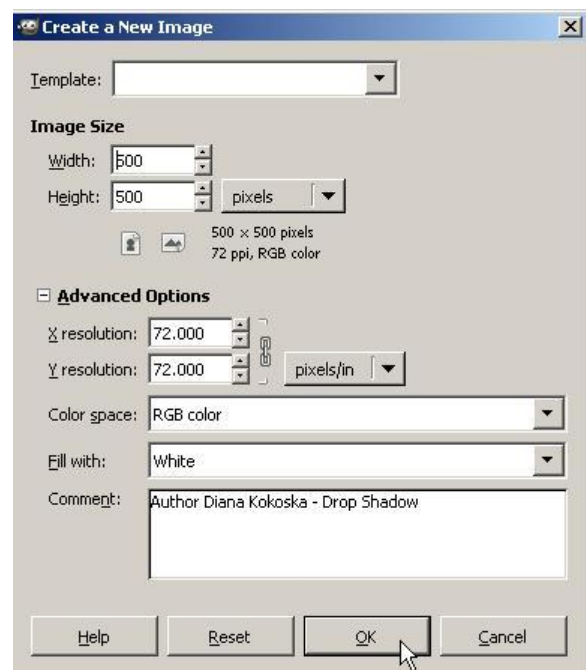 Create a New Image
Template:
Image Size
Width: 500
Height: 500 pixels
500 × 500 pixels
72 ppi, RGB color
Advanced Options
X resolution: 72.000
Y resolution: 72.000 pixels/in
Color space: RGB color
Fill with: White
Comment: Author Diana Kokoska - Drop Shadow
Help Reset OK Cancel